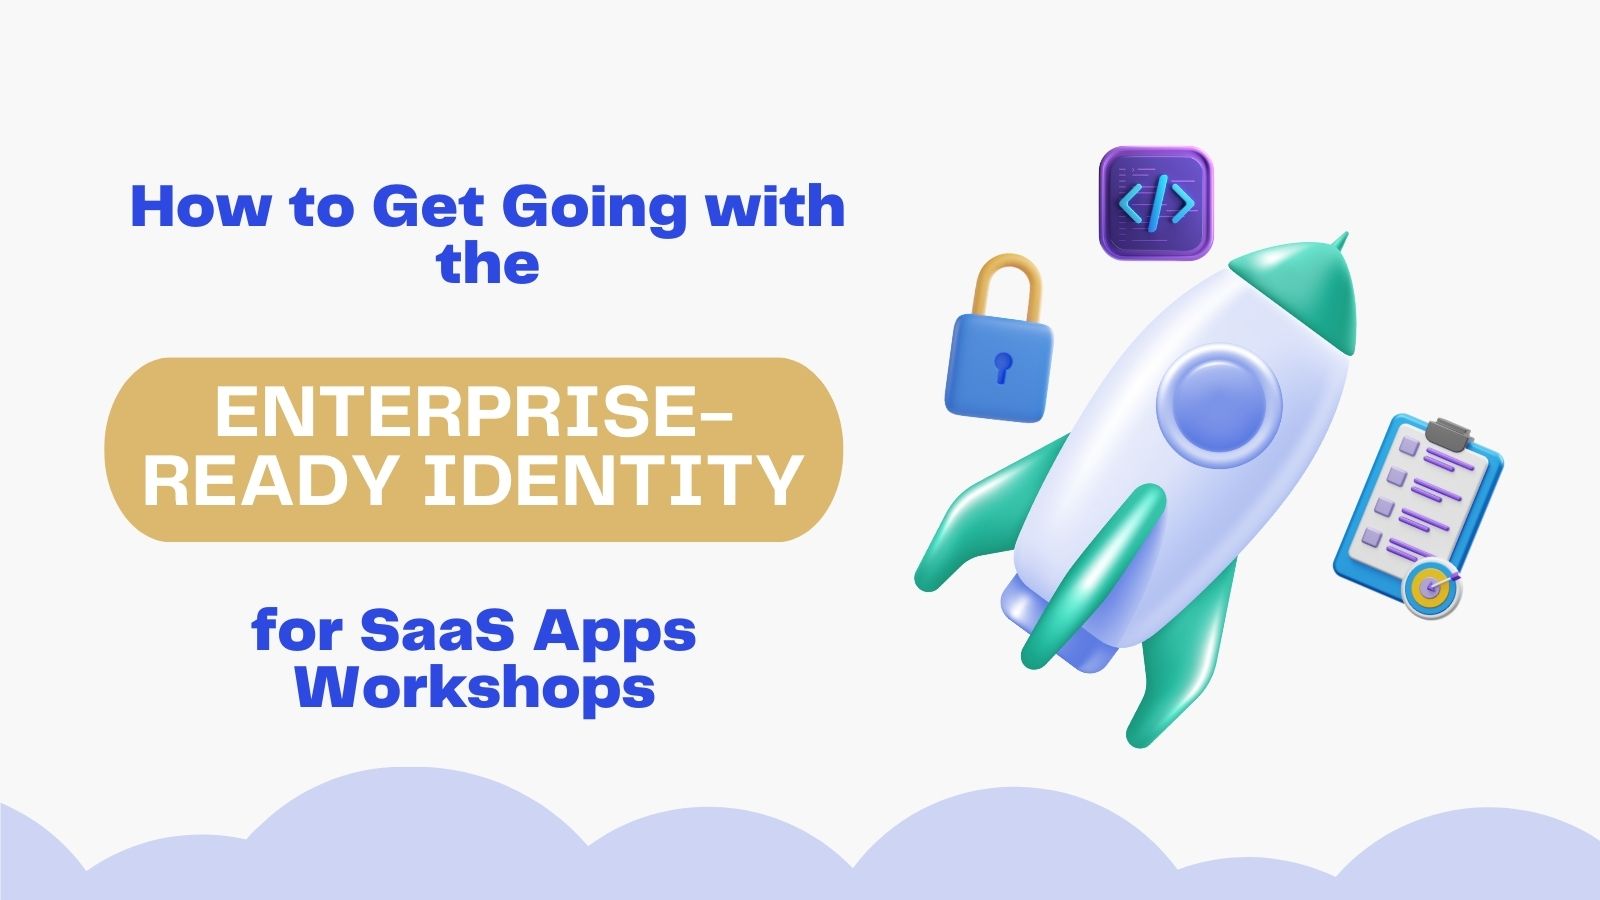 How to Get Going with
the
ENTERPRISE-
READY IDENTITY
for SaaS Apps
Workshops